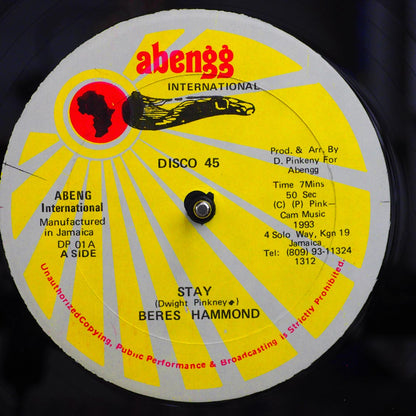 abengg
INTERNATIONAL
DISCO 45
ABENG
International
Manufactured
in Jamaica
DP 01A
A SIDE
Prod. & Arr. By
D. Pinkeny For
Abengg
Time 7Mins
50 Sec
(C) (P) Pink—
Cam Music
1993
4 Solo Way, Kgn 19
Jamaica
Tel: (809) 93-11324
1312
STAY
(Dwight Pinkney)
BERES HAMMOND
Unauthorized Copying, Public Performance & Broadcasting is Strictly Prohibited.